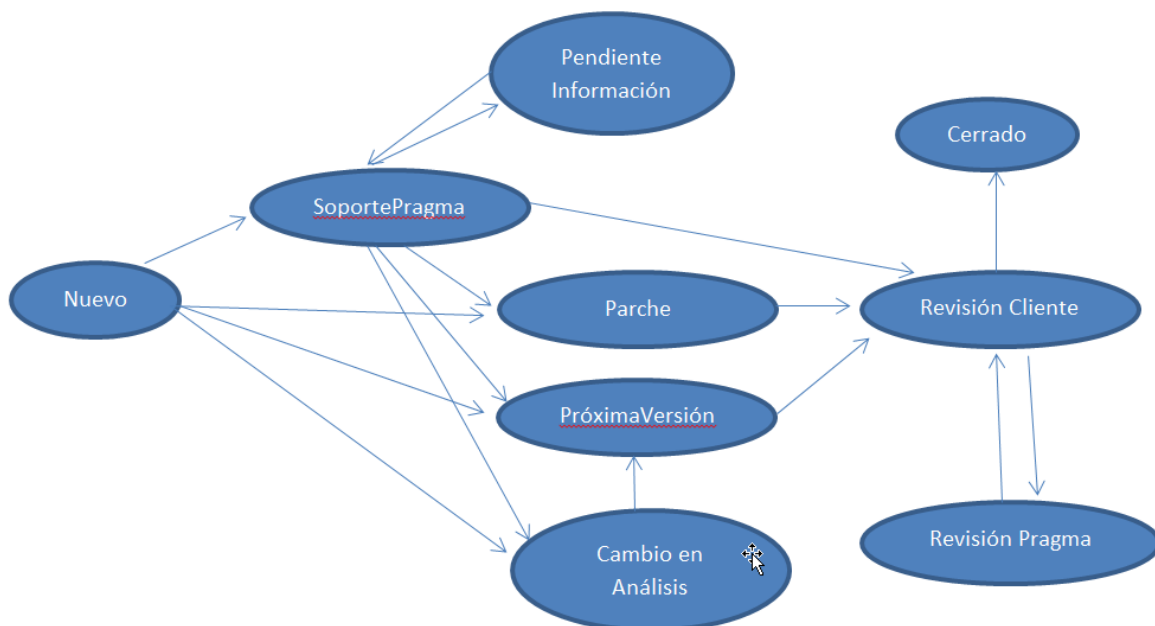 Pendiente
Información
Cerrado
SoportePragma
Nuevo
Parche
Revisión Cliente
PróximaVersión
Revisión Pragma
Cambio en
Análisis